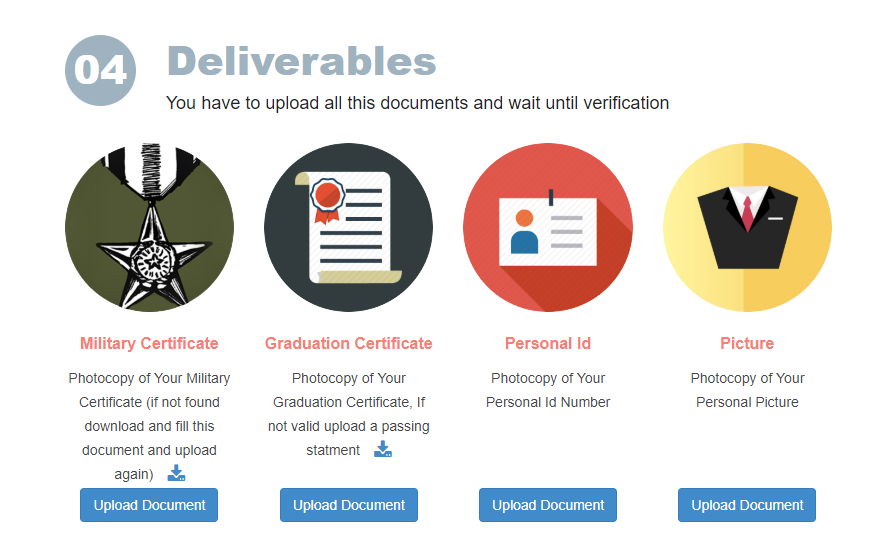 04
Deliverables
You have to upload all this documents and wait until verification
Military Certificate
Photocopy of Your Military
Certificate (if not found
download and fill this
document and upload
again)
Upload Document
Graduation Certificate
Photocopy of Your
Graduation Certificate, If
not valid upload a passing
statment
Upload Document
Personal Id
Photocopy of Your
Personal Id Number
Upload Document
Picture
Photocopy of Your
Personal Picture
Upload Document